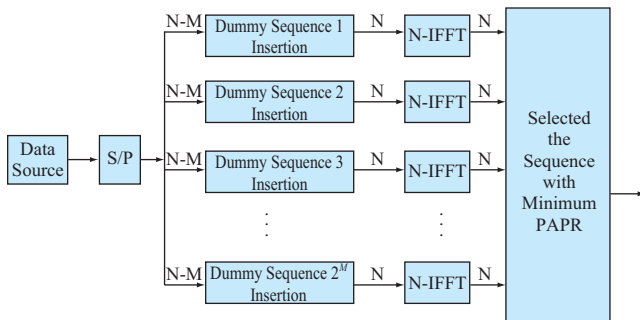 N-M
Dummy Sequence 1
Insertion
N
N-IFFT
N
N-M
Dummy Sequence 2
Insertion
N
N-IFFT
N
Data
Source
S/P
N-M
Dummy Sequence 3
Insertion
N
N-IFFT
N
Selected
the
Sequence
with
Minimum
PAPR
N-M
Dummy Sequence 2^M
Insertion
N
N-IFFT
N